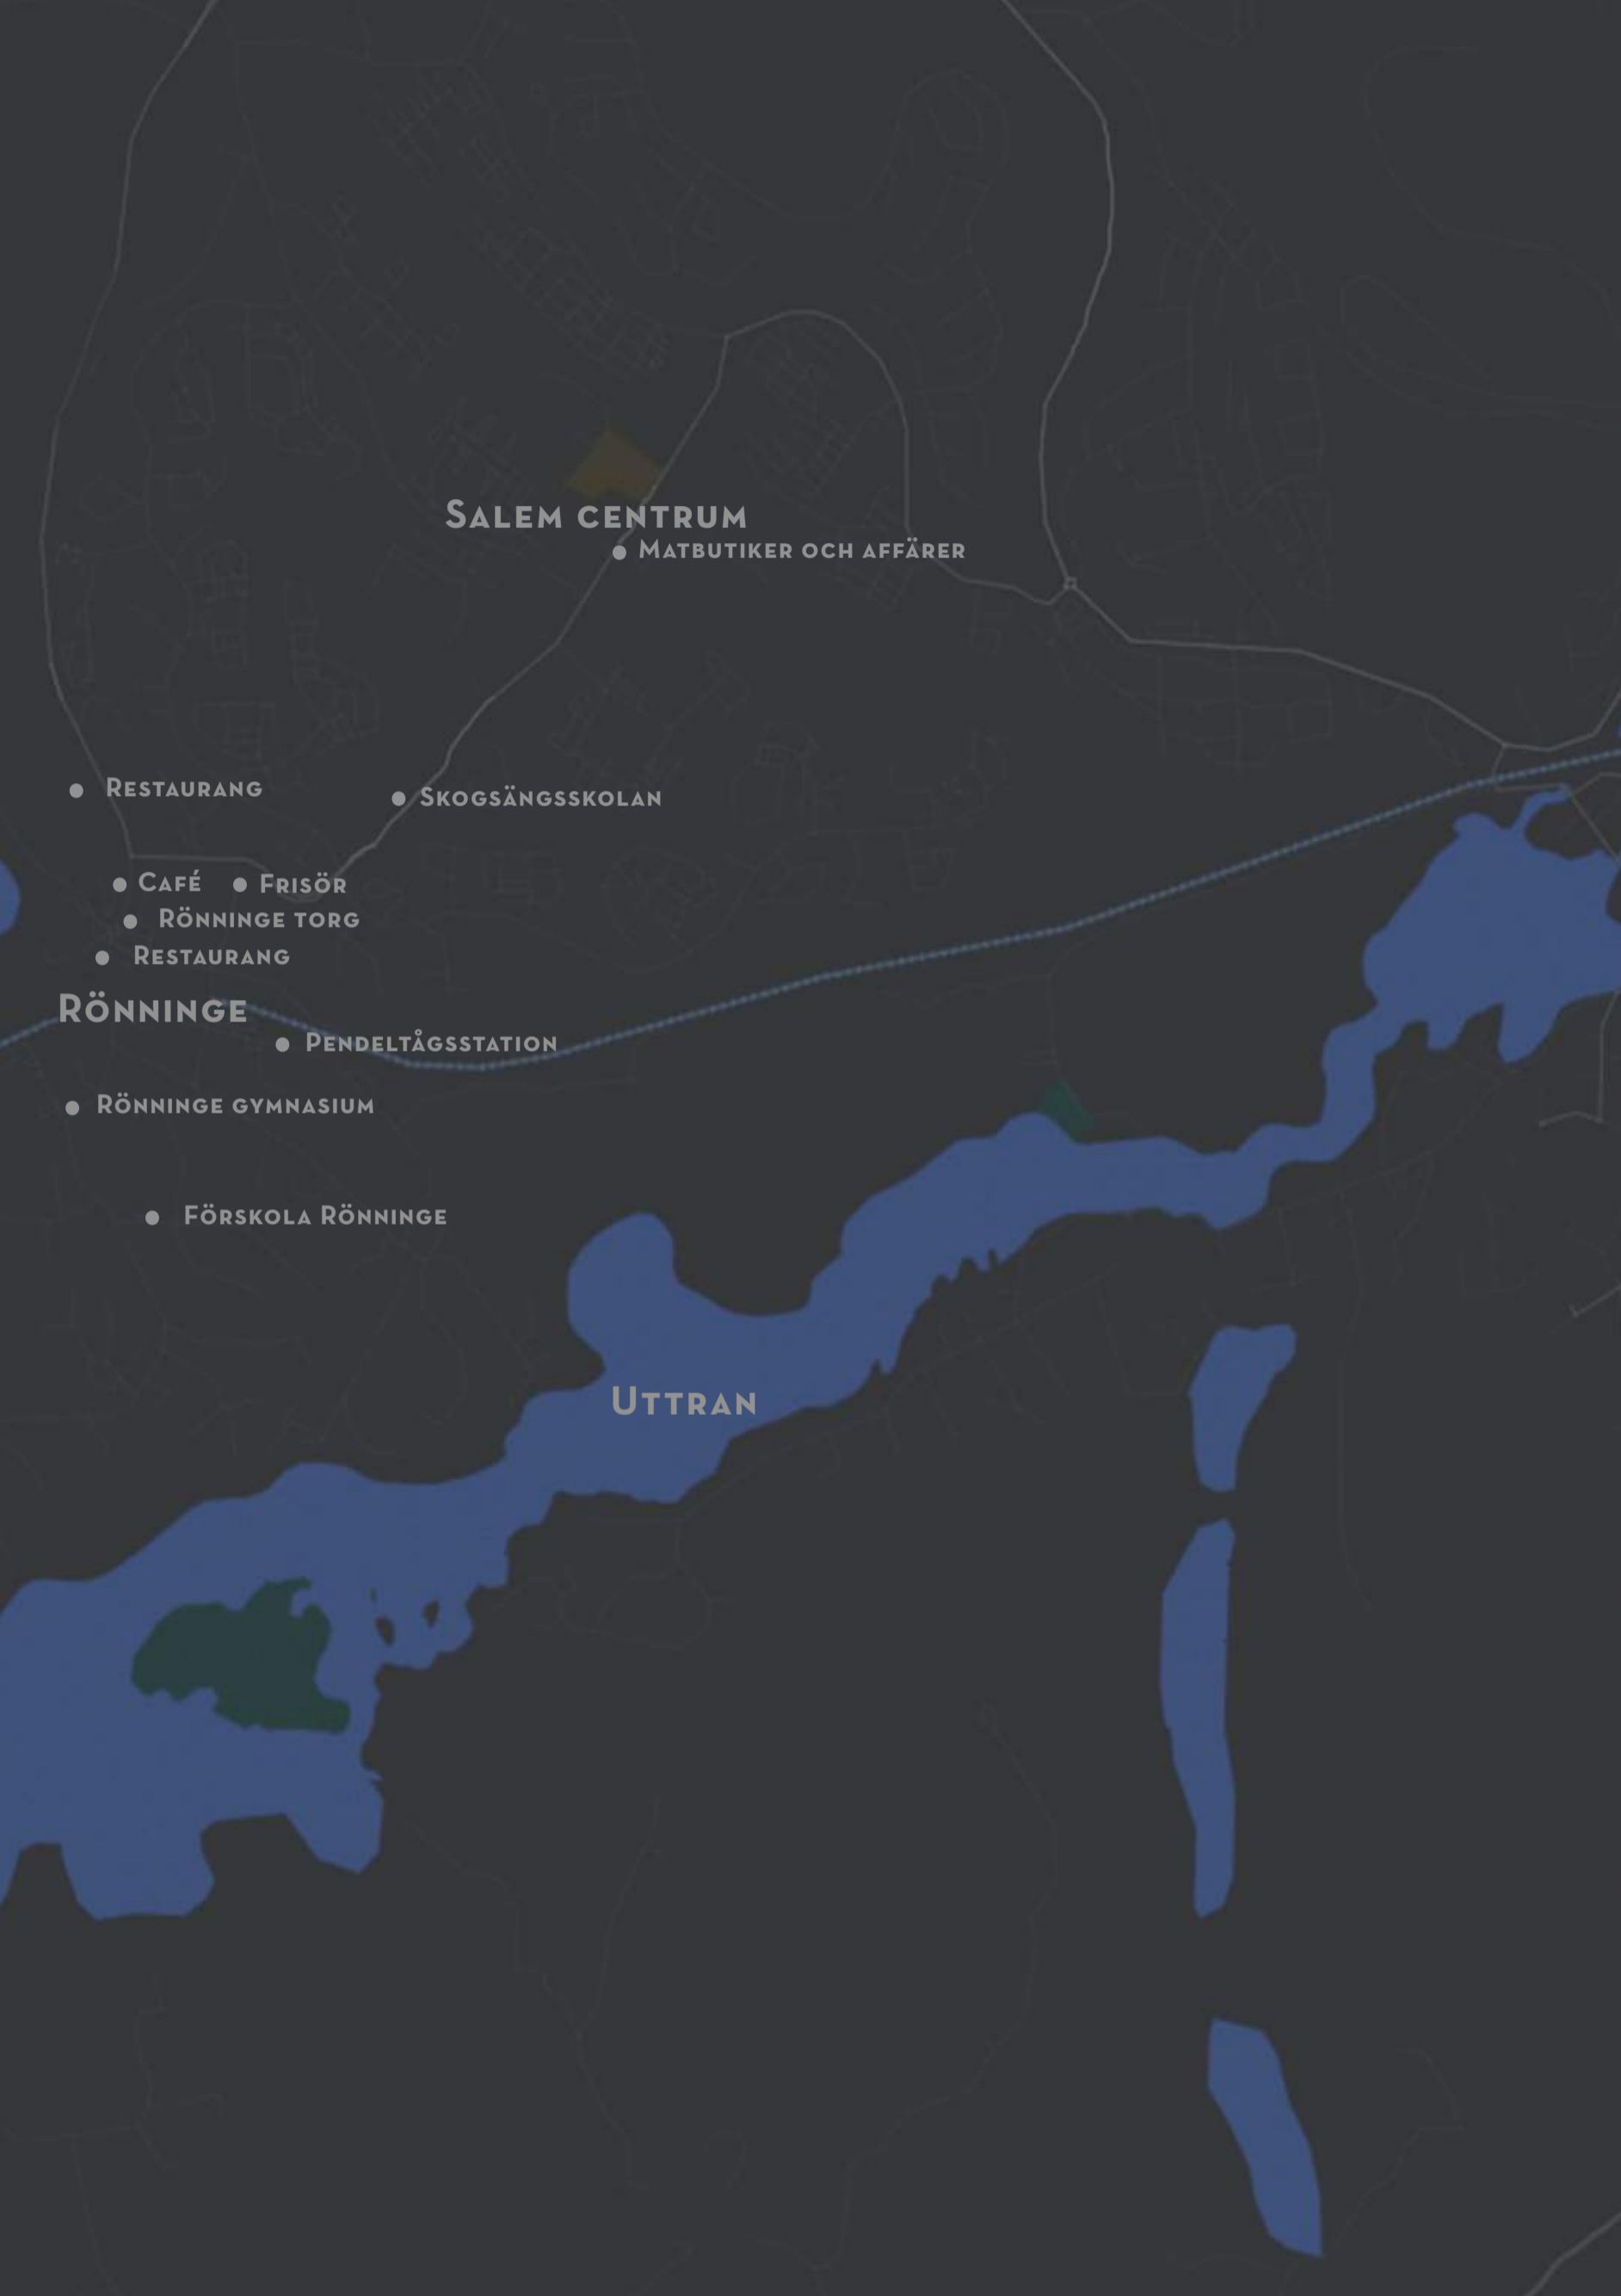 Salem centrum
Matbutiker och affärer
Restaurang
Skogsängsskolan
Café
Frisör
Rönninge torg
Restaurang
Rönninge
Pendeltågsstation
Rönninge gymnasium
Förskola Rönninge
Uttran